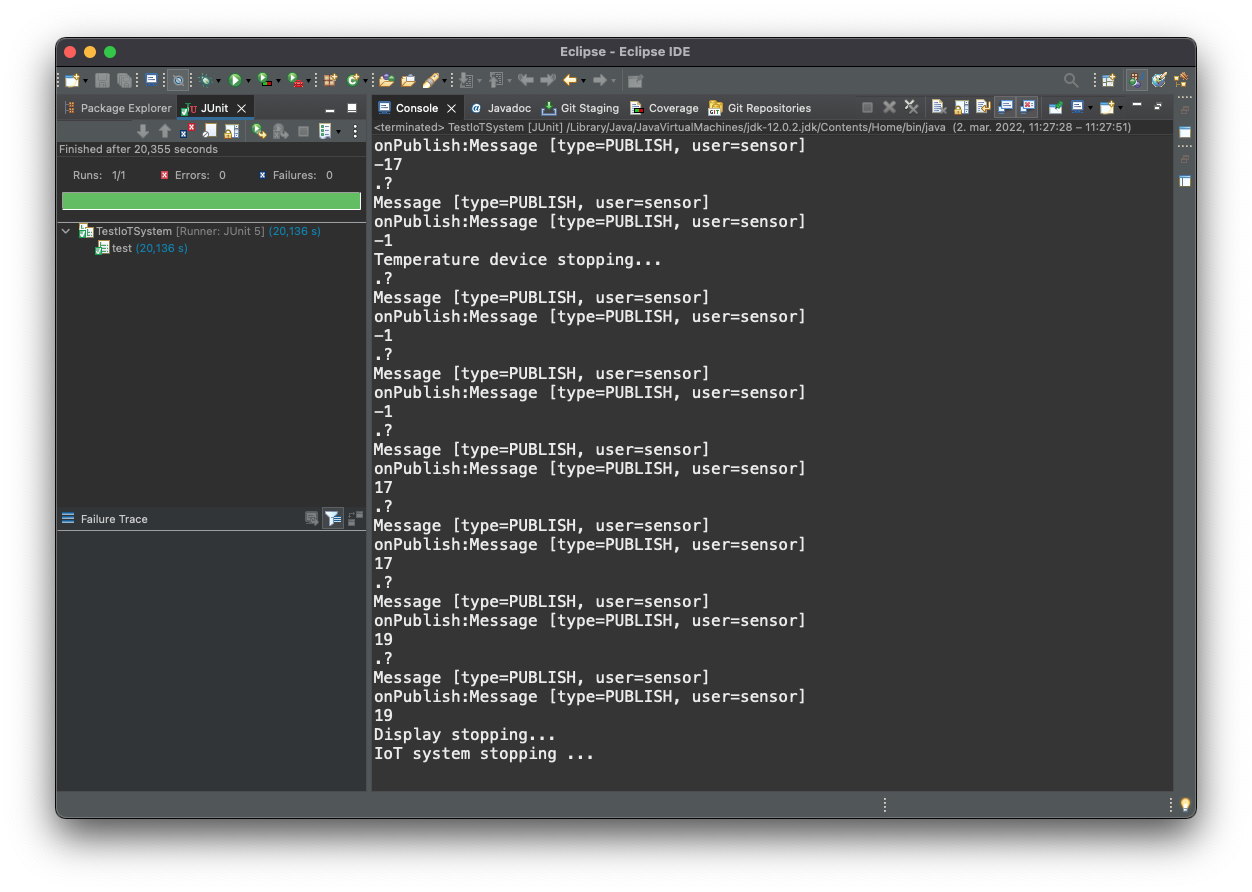 Eclipse - Eclipse IDE
Package Explorer
JUnit
Finished after 20,355 seconds
Runs: 1/1 Errors: 0 Failures: 0
TestIoTSystem [Runner: JUnit 5] (20,136 s)
test (20,136 s)
Failure Trace
Console Javadoc Git Staging Coverage Git Repositories
<terminated> TestIoTSystem [JUnit] /Library/Java/JavaVirtualMachines/jdk-12.0.2.jdk/Contents/Home/bin/java (2. mar. 2022, 11:27:28 – 11:27:51)
onPublish:Message [type=PUBLISH, user=sensor]
-17
.?
Message [type=PUBLISH, user=sensor]
onPublish:Message [type=PUBLISH, user=sensor]
-1
Temperature device stopping...
.?
Message [type=PUBLISH, user=sensor]
onPublish:Message [type=PUBLISH, user=sensor]
-1
.?
Message [type=PUBLISH, user=sensor]
onPublish:Message [type=PUBLISH, user=sensor]
-1
.?
Message [type=PUBLISH, user=sensor]
onPublish:Message [type=PUBLISH, user=sensor]
17
.?
Message [type=PUBLISH, user=sensor]
onPublish:Message [type=PUBLISH, user=sensor]
17
.?
Message [type=PUBLISH, user=sensor]
onPublish:Message [type=PUBLISH, user=sensor]
19
.?
Message [type=PUBLISH, user=sensor]
onPublish:Message [type=PUBLISH, user=sensor]
19
Display stopping...
IoT system stopping ...